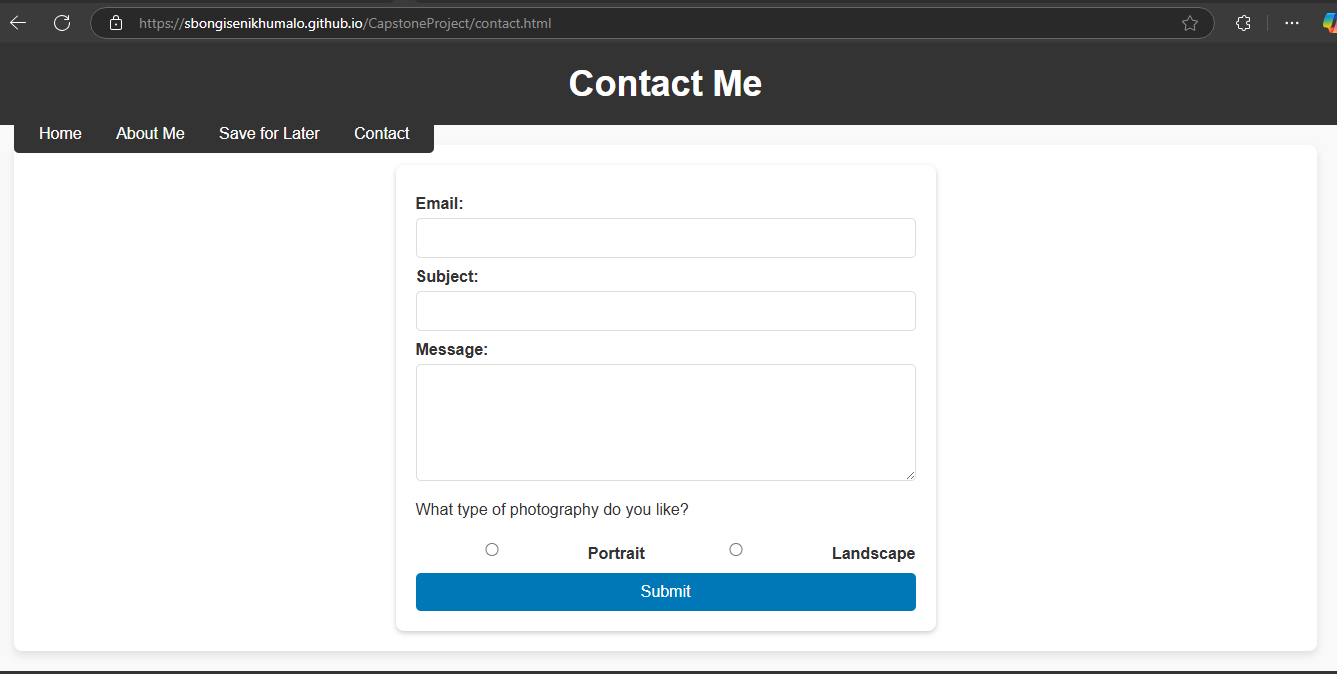 https://sbongisenikhumalo.github.io/CapstoneProject/contact.html
Contact Me
Home About Me Save for Later Contact
Email:
Subject:
Message:
What type of photography do you like?
Portrait Landscape
Submit